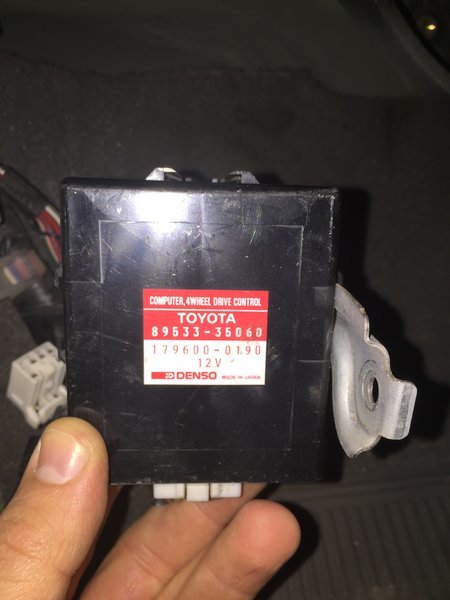 COMPUTER, 4WHEEL DRIVE CONTROL
TOYOTA
89533-35060
179600-0190
12V
DENSO MADE IN JAPAN